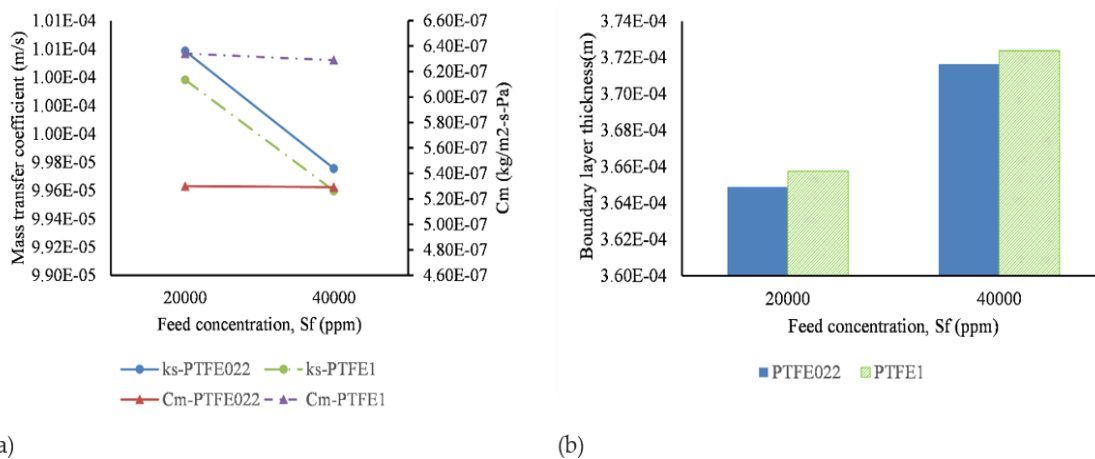 1.01E-04
1.01E-04
1.00E-04
1.00E-04
1.00E-04
9.98E-05
9.96E-05
9.94E-05
9.92E-05
9.90E-05
Mass transfer coefficient (m/s)
6.60E-07
6.40E-07
6.20E-07
6.00E-07
5.80E-07
5.60E-07
5.40E-07
5.20E-07
5.00E-07
4.80E-07
4.60E-07
Cm (kg/m2-s-Pa)
20000 40000
Feed concentration, Sf (ppm)
ks-PTFE022 ks-PTFE1
Cm-PTFE022 Cm-PTFE1
a)
3.74E-04
3.72E-04
3.70E-04
3.68E-04
3.66E-04
3.64E-04
3.62E-04
3.60E-04
Boundary layer thickness(m)
20000 40000
Feed concentration, Sf (ppm)
PTFE022 PTFE1
(b)